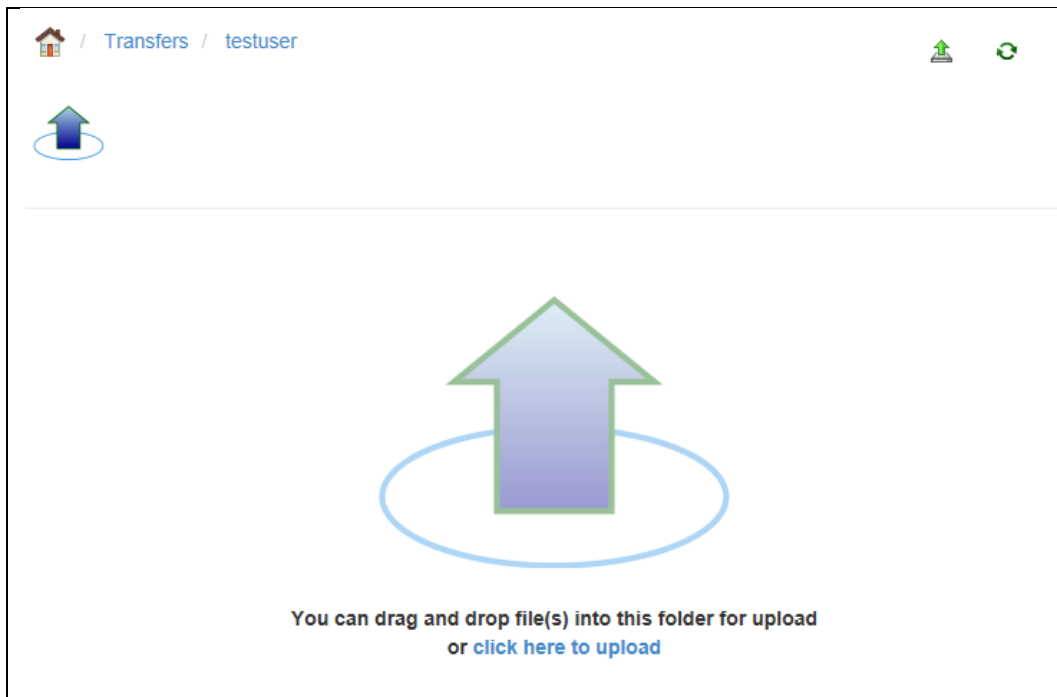 / Transfers / testuser
You can drag and drop file(s) into this folder for upload
or click here to upload